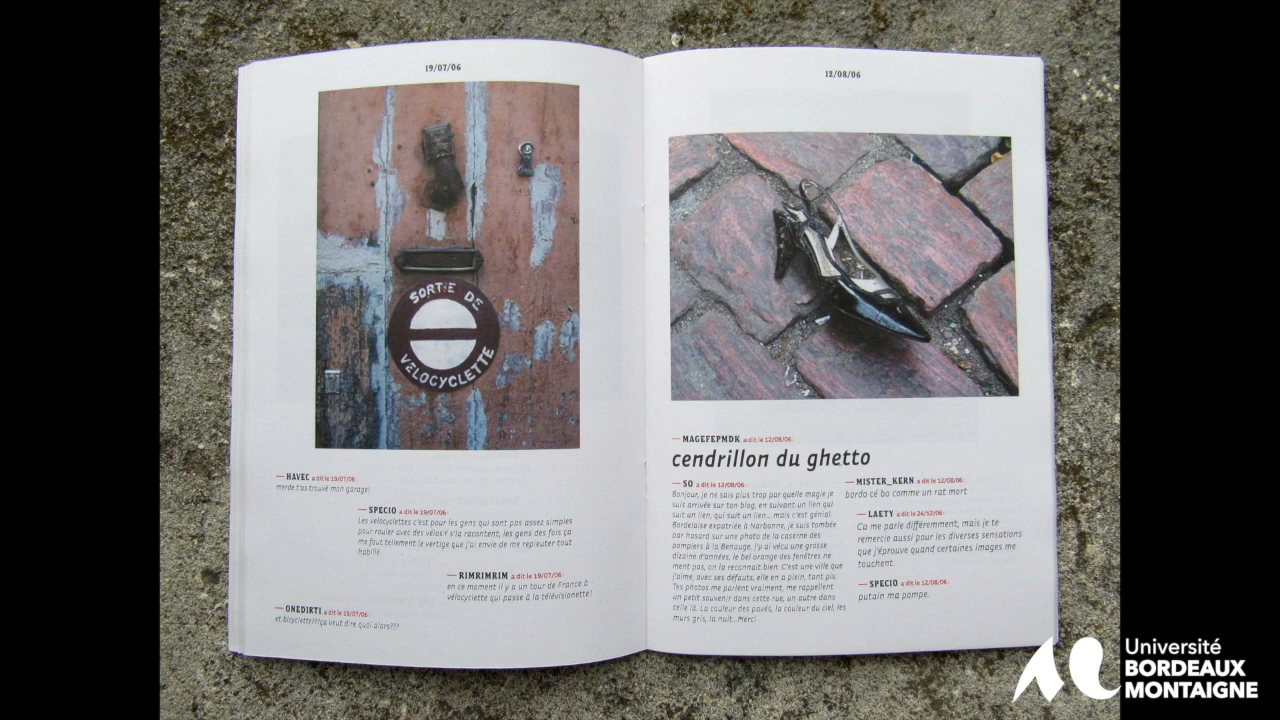 19/07/06
SORTIE DE
VELOCYCLETTE
— HAVEC a dit le 19/07/06:
merde t'as trouvé mon garage!
— SPECIO a dit le 19/07/06:
Les velocyclettes c'est pour les gens qui sont pas assez simples
pour rouler avec des vélos.Y s'la racontent, les gens des fois ça
me fout tellement le vertige que j'ai envie de me repieuter tout
habillé.
— RIMRIMRIM a dit le 19/07/06:
en ce moment il y a un tour de France à
vélocyclette qui passe à la télévisionette!
— ONEDIRTI a dit le 19/07/06:
et bicyclette???ça veut dire quoi alors???
12/08/06
— MAGEFEPMDK a dit le 12/08/06:
cendrillon du ghetto
— SO a dit le 12/08/06:
Bonjour, je ne sais plus trop par quelle magie je
suis arrivée sur ton blog, en suivant un lien qui
suit un lien, qui suit un lien... mais c'est génial.
Bordelaise expatriée à Narbonne, je suis tombée
par hasard sur une photo de la caserne des
pompiers à la Benauge, j'y ai vécu une grosse
dizaine d'années, le bel orange des fenêtres ne
ment pas, on la reconnait bien. C'est une ville que
j'aime, avec ses défauts, elle en a plein, tant pis.
Tes photos me parlent vraiment, me rappellent
un petit souvenir dans cette rue, un autre dans
celle là. La couleur des pavés, la couleur du ciel, les
murs gris, la nuit...Merci
— MISTER_KERN a dit le 12/08/06:
bordo cé bo comme un rat mort
— LAETY a dit le 24/12/06:
Ca me parle différemment, mais je te
remercie aussi pour les diverses sensations
que j'éprouve quand certaines images me
touchent.
— SPECIO a dit le 12/08/06:
putain ma pompe.
Université
BORDEAUX
MONTAIGNE